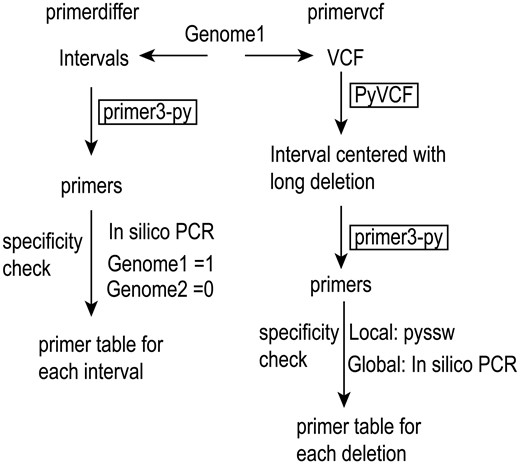 primerdiffer
primervcf
Genome1
Intervals
VCF
primer3-py
PyVCF
Interval centered with
long deletion
primers
specificity
check
In silico PCR
Genome1 =1
Genome2 =0
primer3-py
primers
primer table for
each interval
specificity
check
Local: pyssw
Global: In silico PCR
primer table for
each deletion